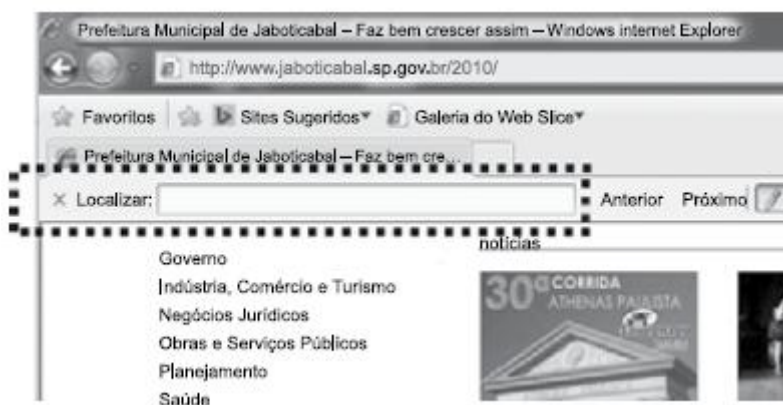 Prefeitura Municipal de Jaboticabal – Faz bem crescer assim – Windows internet Explorer
http://www.jaboticabal.sp.gov.br/2010/
Favoritos Sites Sugeridos Galeria do Web Slice
Prefeitura Municipal de Jaboticabal – Faz bem cre...
Localizar: Anterior Próximo
notícias
Governo
Indústria, Comércio e Turismo
Negócios Jurídicos
Obras e Serviços Públicos
Planejamento
Saúde
30ª CORRIDA
ATHENAS PAULISTA